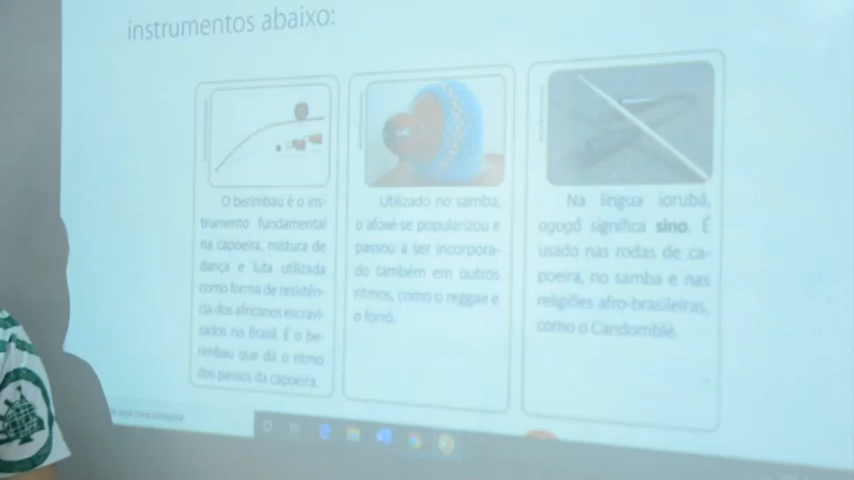 instrumentos abaixo:
O berimbau é o ins-
trumento fundamental
na capoeira, mistura de
dança e luta utilizada
como forma de resistên-
cia dos africanos escravi-
zados no Brasil. É o be-
rimbau que dá o ritmo
dos passos da capoeira.
Utilizado no samba,
o afoxé se popularizou e
passou a ser incorpora-
do também em outros
ritmos, como o reggae e
o forró.
Na língua iorubá,
agogô significa sino. É
usado nas rodas de ca-
poeira, no samba e nas
religiões afro-brasileiras,
como o Candomblé.